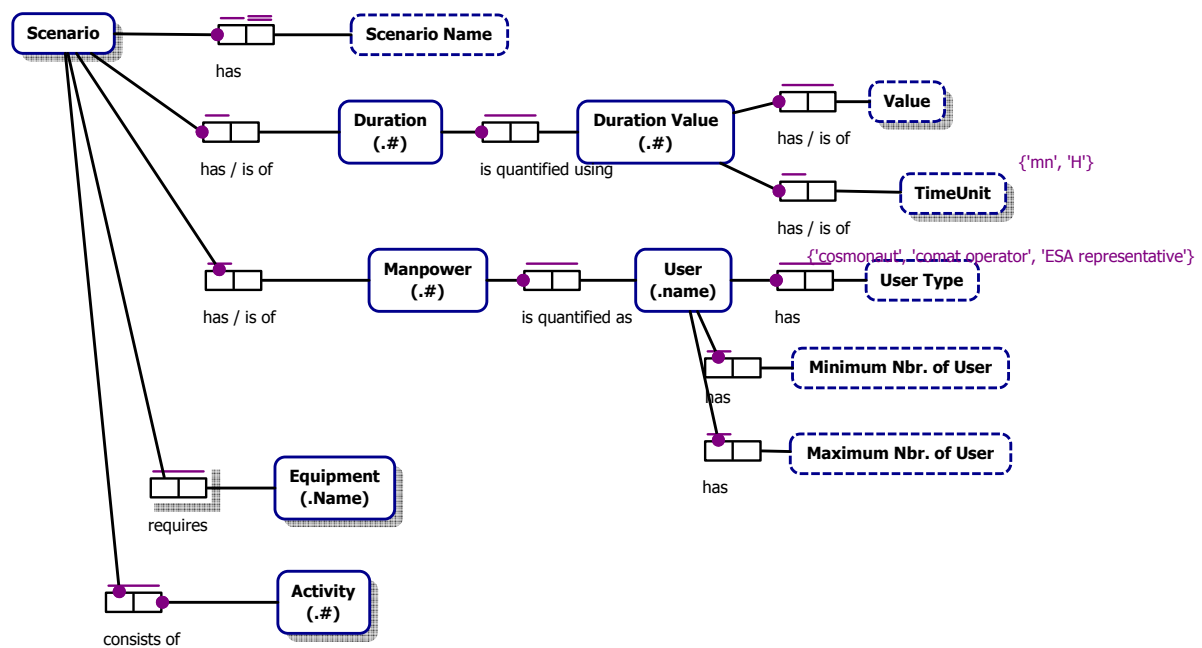 Scenario
Scenario Name
has
Duration
(.#)
Duration Value
(.#)
Value
has / is of
is quantified using
has / is of
{'mn', 'H'}
TimeUnit
has / is of
{'cosmonaut', 'comat operator', 'ESA representative'}
Manpower
(.#)
User
(.name)
User Type
has / is of
is quantified as
has
Minimum Nbr. of User
has
Maximum Nbr. of User
has
Equipment
(.Name)
requires
Activity
(.#)
consists of